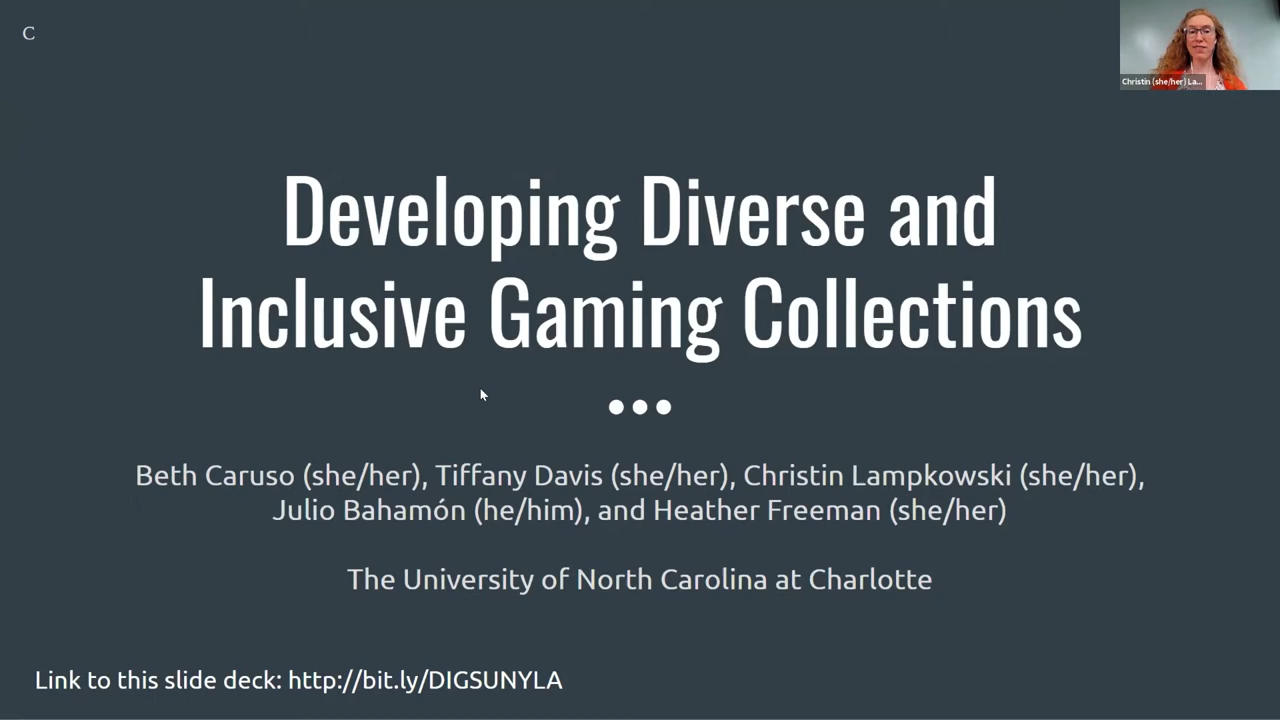 C
Christin (she/her) La...
Developing Diverse and
Inclusive Gaming Collections
Beth Caruso (she/her), Tiffany Davis (she/her), Christin Lampkowski (she/her),
Julio Bahamón (he/him), and Heather Freeman (she/her)
The University of North Carolina at Charlotte
Link to this slide deck: http://bit.ly/DIGSUNYLA